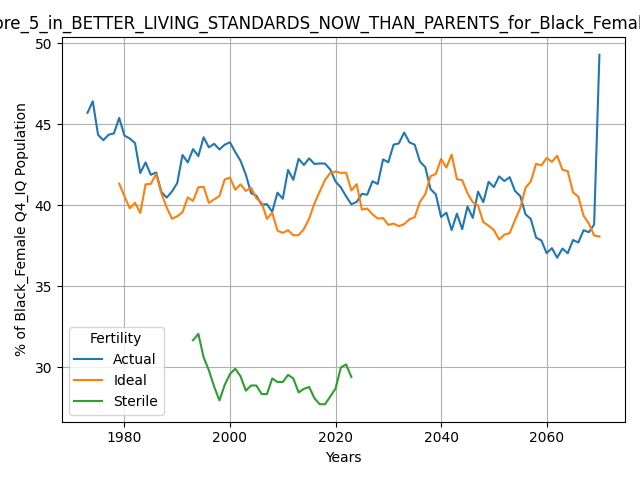 ore_5_in_BETTER_LIVING_STANDARDS_NOW_THAN_PARENTS_for_Black_Female
% of Black_Female Q4_IQ Population
50
45
40
35
30
Fertility
Actual
Ideal
Sterile
1980 2000 2020 2040 2060
Years